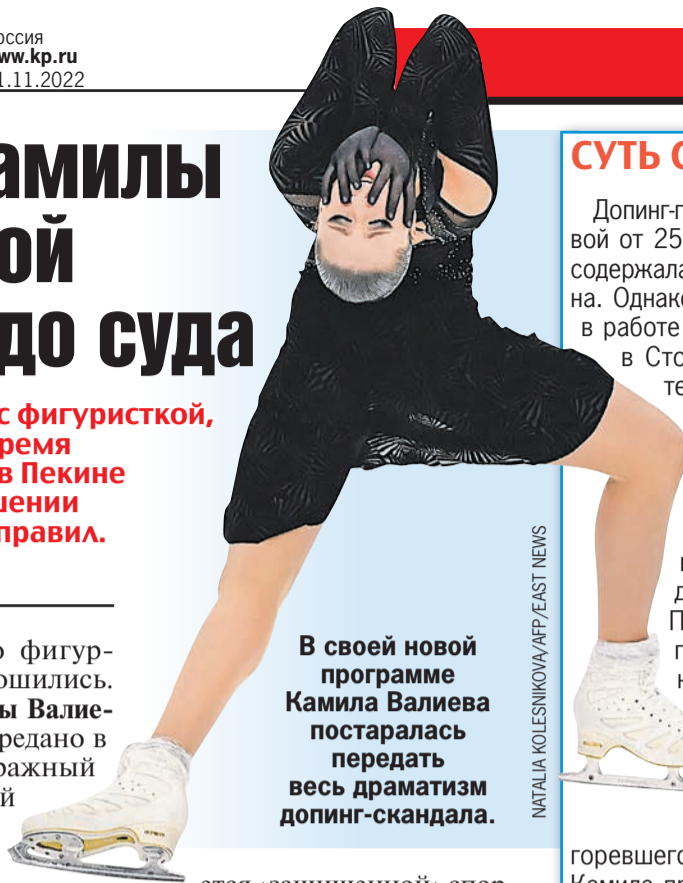 оссия
ww.kp.ru
1.11.2022
амилы
ой
до суда
с фигуристкой,
ремя
в Пекине
шении
правил.
о фигур-
ошились.
ы Валие-
редано в
ражный
й
В своей новой
программе
Камила Валиева
постаралась
передать
весь драматизм
допинг-скандала.
NATALIA KOLESNIKOVA/AFP/EAST NEWS
СУТЬ С
Допинг-п
вой от 25
содержала
на. Однако
в работе
в Сто
те
д
П
горевшего